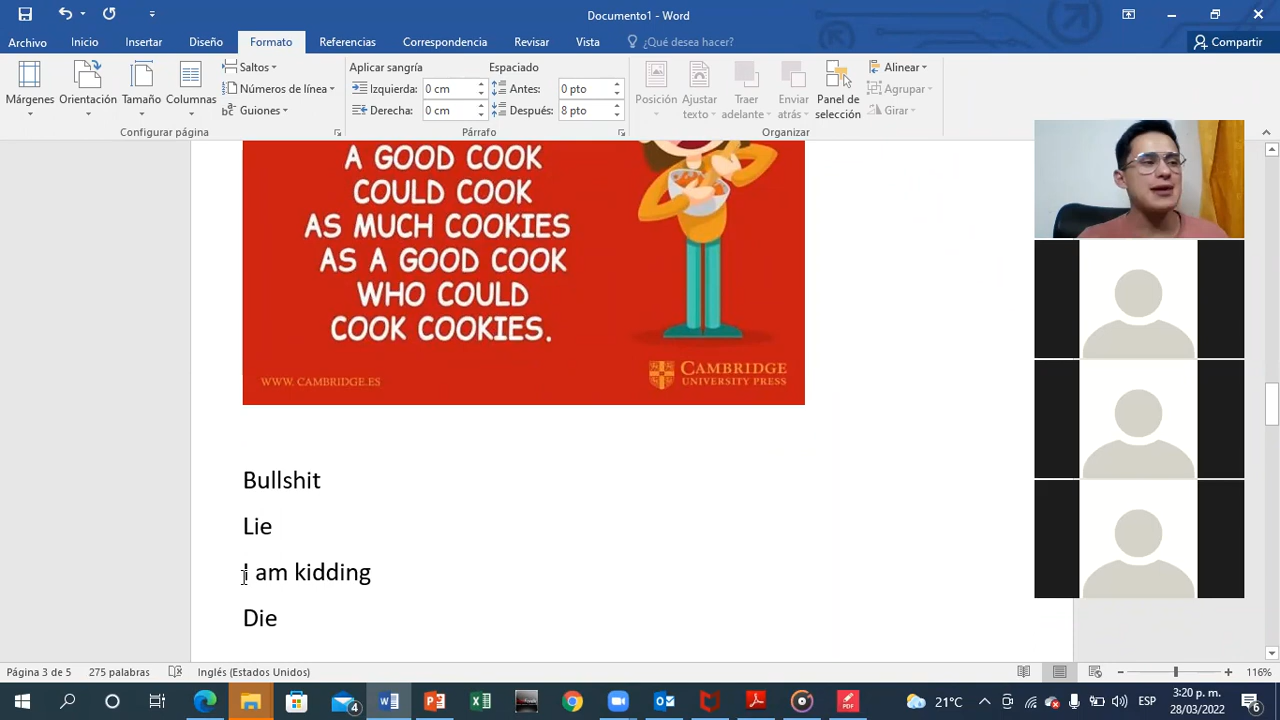 Documento1 - Word
Archivo Inicio Insertar Diseño Formato Referencias Correspondencia Revisar Vista ¿Qué desea hacer? Compartir
Márgenes Orientación Tamaño Columnas
Saltos
Números de línea
Guiones
Configurar página
Aplicar sangría
Izquierda: 0 cm
Derecha: 0 cm
Espaciado
Antes: 0 pto
Después: 8 pto
Párrafo
Posición Ajustar texto Traer adelante Enviar atrás Panel de selección
Alinear
Agrupar
Girar
Organizar
A GOOD COOK
COULD COOK
AS MUCH COOKIES
AS A GOOD COOK
WHO COULD
COOK COOKIES.
WWW. CAMBRIDGE.ES
CAMBRIDGE
UNIVERSITY PRESS
Bullshit
Lie
i am kidding
Die
Página 3 de 5 275 palabras Inglés (Estados Unidos) 116%
4
PDF
21°C ESP
3:20 p. m.
28/03/2022
6